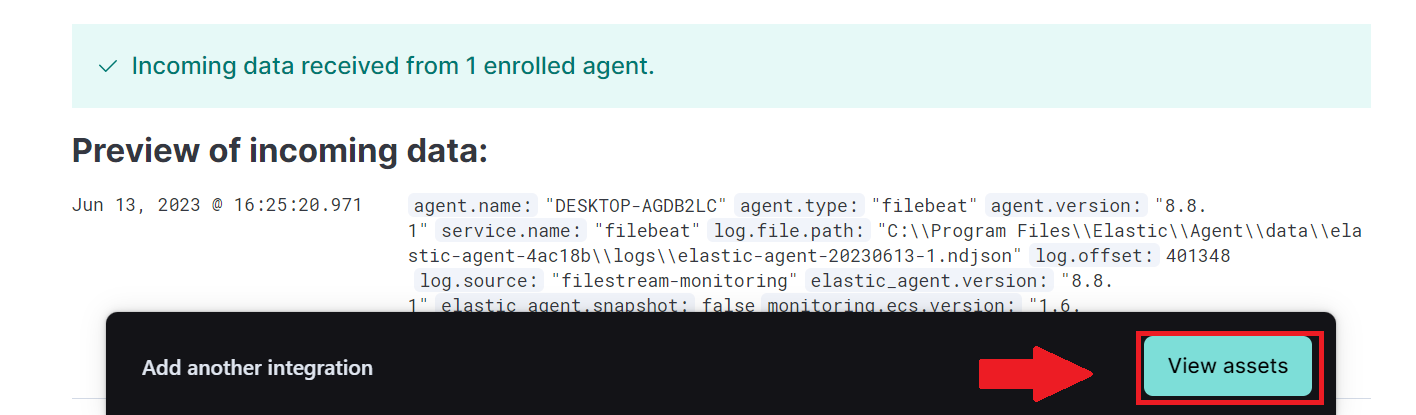 Incoming data received from 1 enrolled agent.
Preview of incoming data:
Jun 13, 2023 @ 16:25:20.971
agent.name: "DESKTOP-AGDB2LC" agent.type: "filebeat" agent.version: "8.8.
1" service.name: "filebeat" log.file.path: "C:\\Program Files\\Elastic\\Agent\\data\\ela
stic-agent-4ac18b\\logs\\elastic-agent-20230613-1.ndjson" log.offset: 401348
log.source: "filestream-monitoring" elastic_agent.version: "8.8.
1" elastic_agent.snapshot: false monitoring.ecs.version: "1.6.
Add another integration
View assets